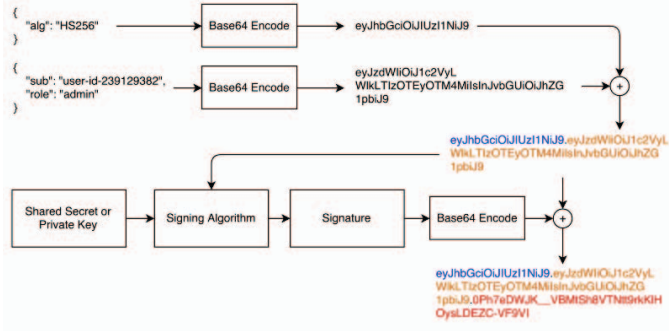 {
"alg": "HS256"
}
Base64 Encode
eyJhbGciOiJIUzI1NiJ9
{
"sub": "user-id-239129382",
"role": "admin"
}
Base64 Encode
eyJzdWIiOiJ1c2VyL
WlkLTIzOTEyOTM4MiIsInJvbGUiOiJhZG
1pbiJ9
+
eyJhbGciOiJIUzI1NiJ9.eyJzdWIiOiJ1c2VyL
WlkLTIzOTEyOTM4MiIsInJvbGUiOiJhZG
1pbiJ9
Shared Secret or
Private Key
Signing Algorithm
Signature
Base64 Encode
+
eyJhbGciOiJIUzI1NiJ9.eyJzdWIiOiJ1c2VyL
WlkLTIzOTEyOTM4MiIsInJvbGUiOiJhZG
1pbiJ9.0Ph7eDWJK__VBMtSh8VTNtt9rkKIH
OysLDEZC-VF9VI